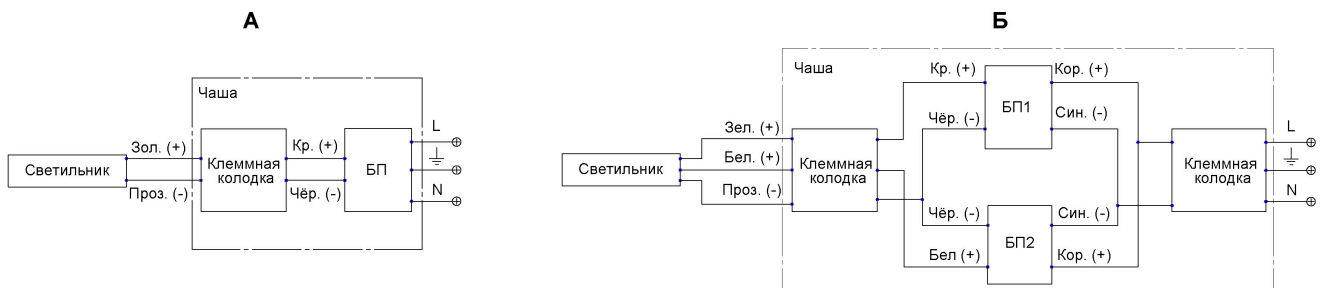 А
Чаша
Светильник
Зол. (+)
Проз. (-)
Клеммная
колодка
Кр. (+)
Чёр. (-)
БП
L
N
Б
Чаша
Светильник
Зел. (+)
Бел. (+)
Проз. (-)
Клеммная
колодка
Кр. (+)
Чёр. (-)
БП1
Кор. (+)
Син. (-)
Чёр. (-)
Бел (+)
БП2
Син. (-)
Кор. (+)
Клеммная
колодка
L
N